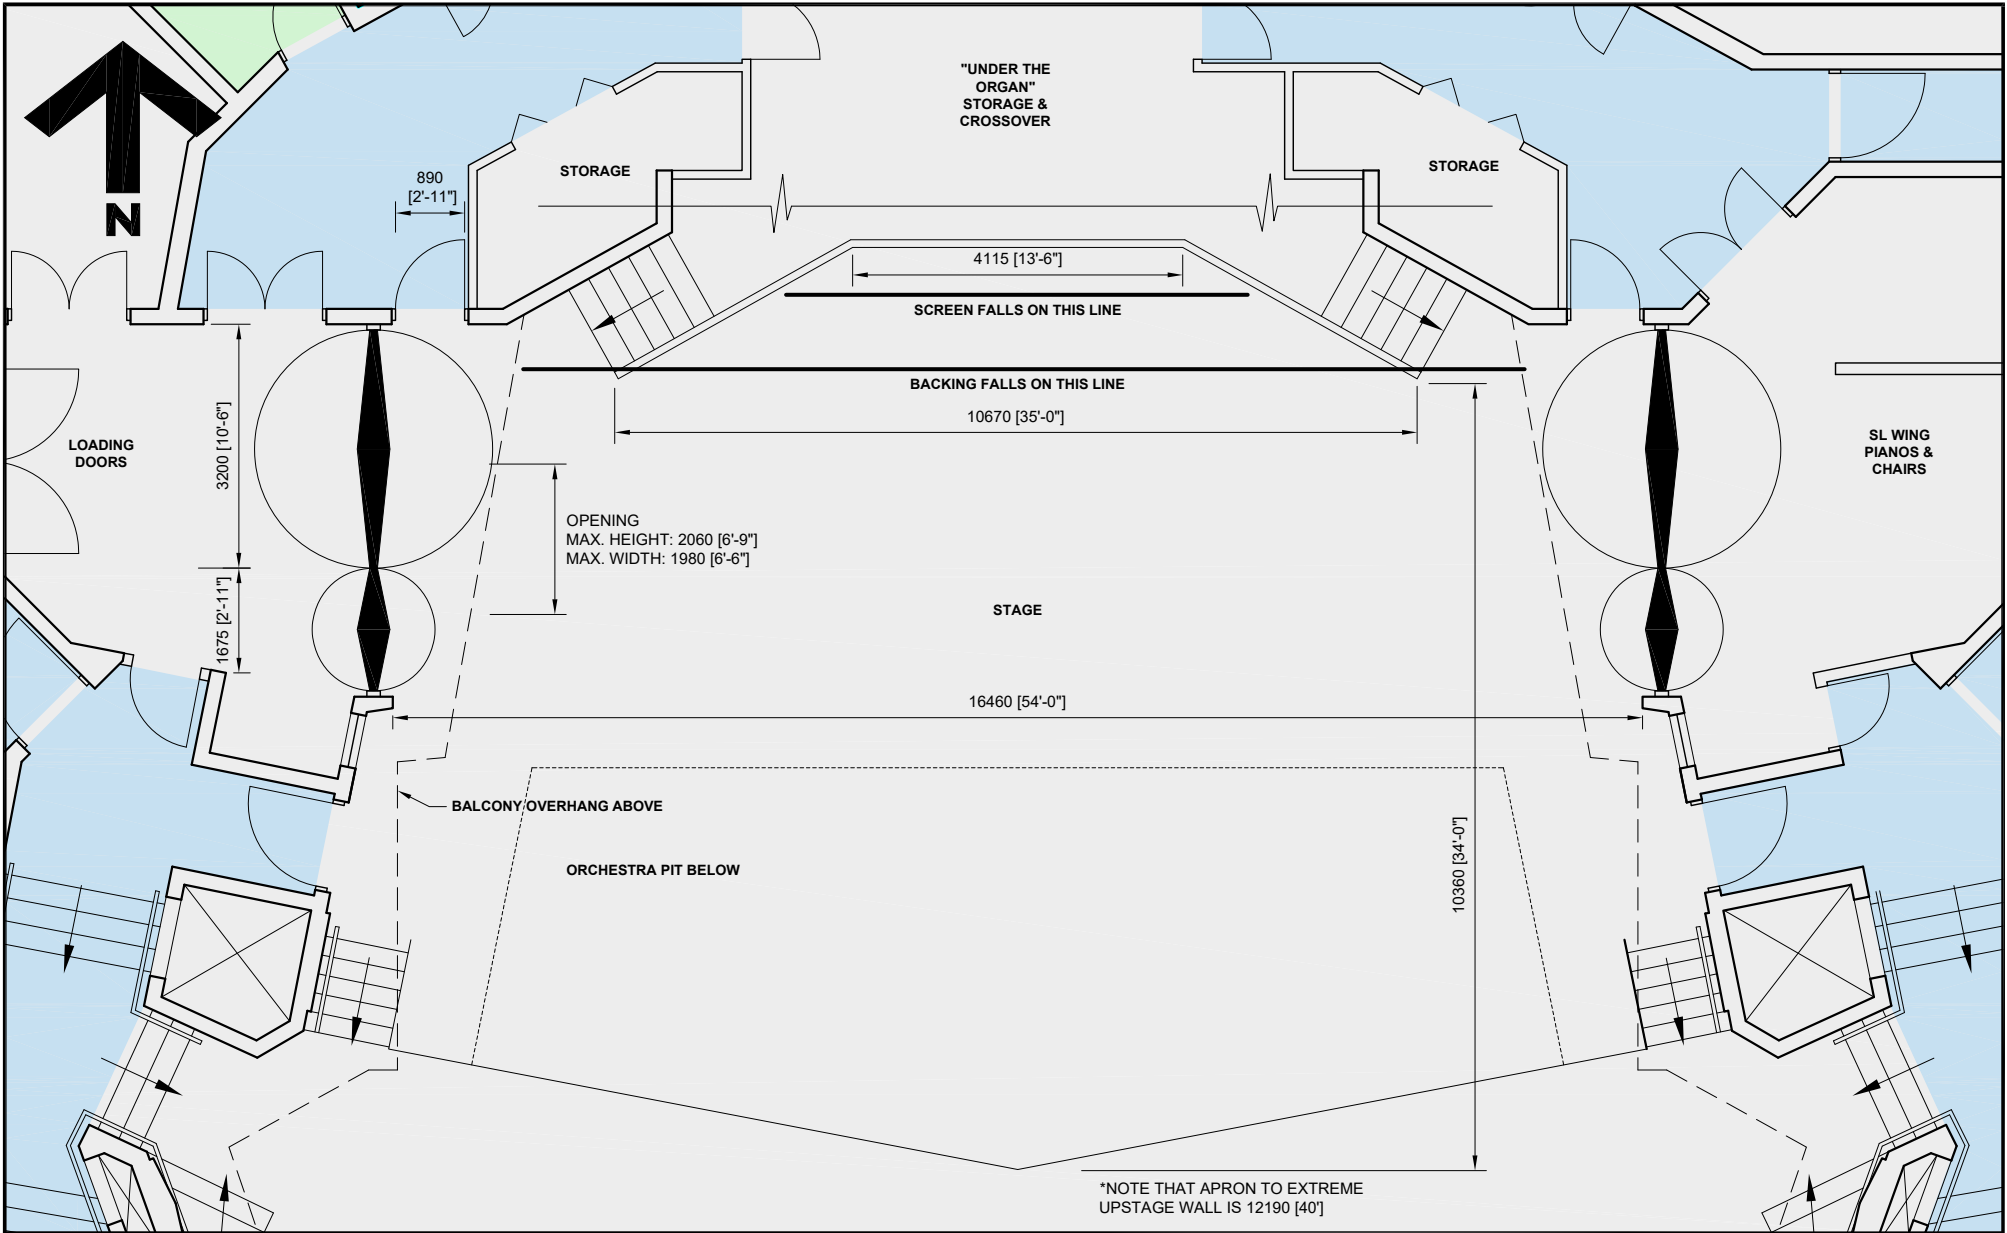 "UNDER THE
ORGAN"
STORAGE &
CROSSOVER
STORAGE
STORAGE
890
[2'-11"]
N
4115 [13'-6"]
SCREEN FALLS ON THIS LINE
BACKING FALLS ON THIS LINE
10670 [35'-0"]
3200 [10'-6"]
LOADING
DOORS
SL WING
PIANOS &
CHAIRS
OPENING
MAX. HEIGHT: 2060 [6'-9"]
MAX. WIDTH: 1980 [6'-6"]
1675 [2'-11"]
STAGE
16460 [54'-0"]
BALCONY OVERHANG ABOVE
10360 [34'-0"]
ORCHESTRA PIT BELOW
*NOTE THAT APRON TO EXTREME
UPSTAGE WALL IS 12190 [40']